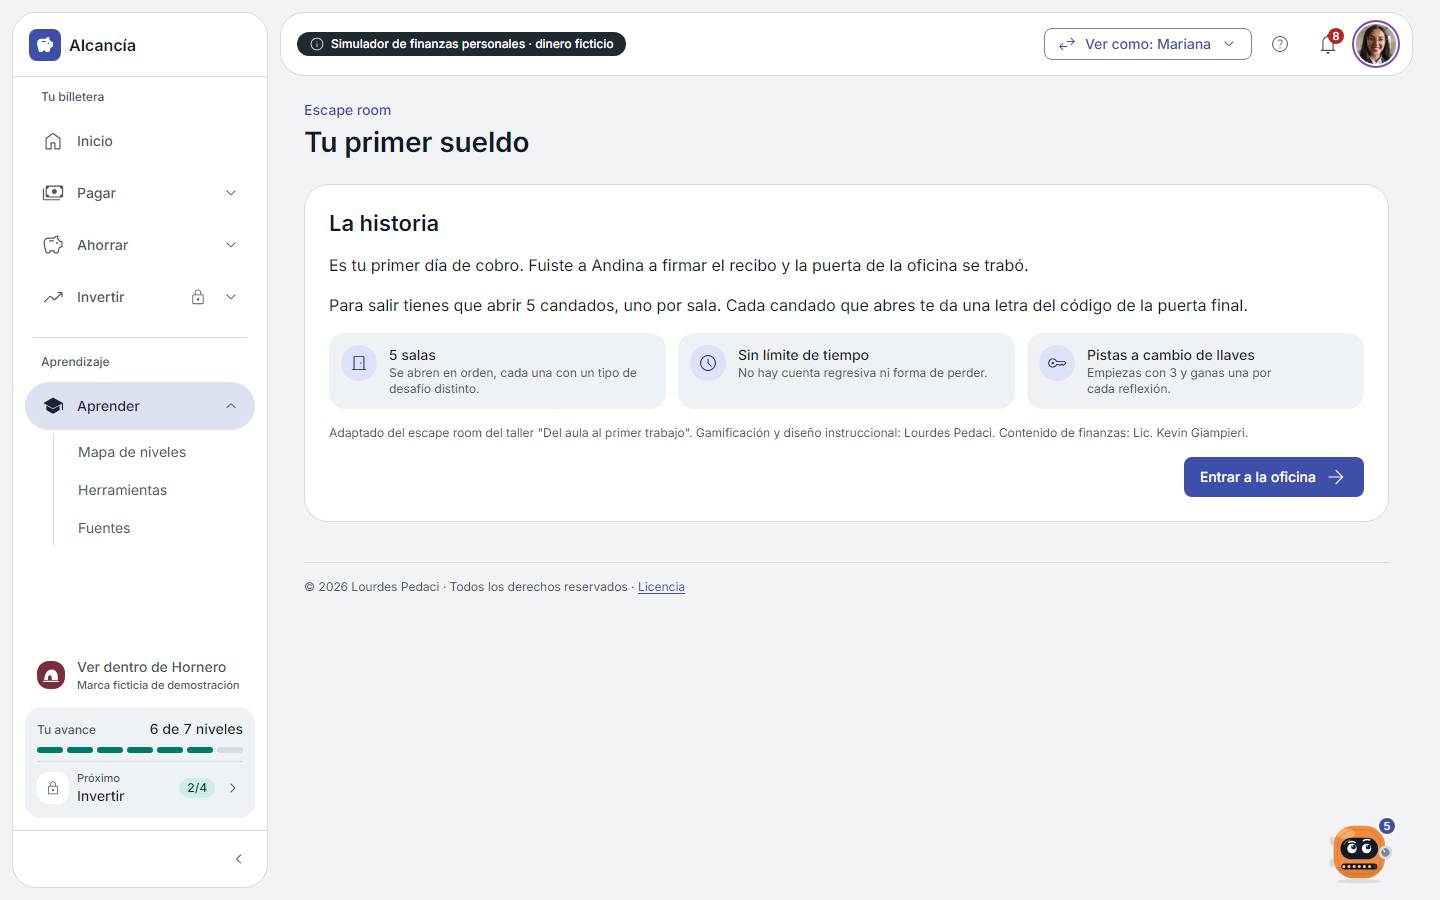 Alcancía
Simulador de finanzas personales · dinero ficticio
Ver como: Mariana
8
Tu billetera
Inicio
Pagar
Ahorrar
Invertir
Aprendizaje
Aprender
Mapa de niveles
Herramientas
Fuentes
Ver dentro de Hornero
Marca ficticia de demostración
Tu avance
6 de 7 niveles
Próximo
Invertir
2/4
Escape room
Tu primer sueldo
La historia
Es tu primer día de cobro. Fuiste a Andina a firmar el recibo y la puerta de la oficina se trabó.
Para salir tienes que abrir 5 candados, uno por sala. Cada candado que abres te da una letra del código de la puerta final.
5 salas
Se abren en orden, cada una con un tipo de
desafío distinto.
Sin límite de tiempo
No hay cuenta regresiva ni forma de perder.
Pistas a cambio de llaves
Empiezas con 3 y ganas una por
cada reflexión.
Adaptado del escape room del taller "Del aula al primer trabajo". Gamificación y diseño instruccional: Lourdes Pedaci. Contenido de finanzas: Lic. Kevin Giampieri.
Entrar a la oficina
© 2026 Lourdes Pedaci · Todos los derechos reservados · Licencia
5